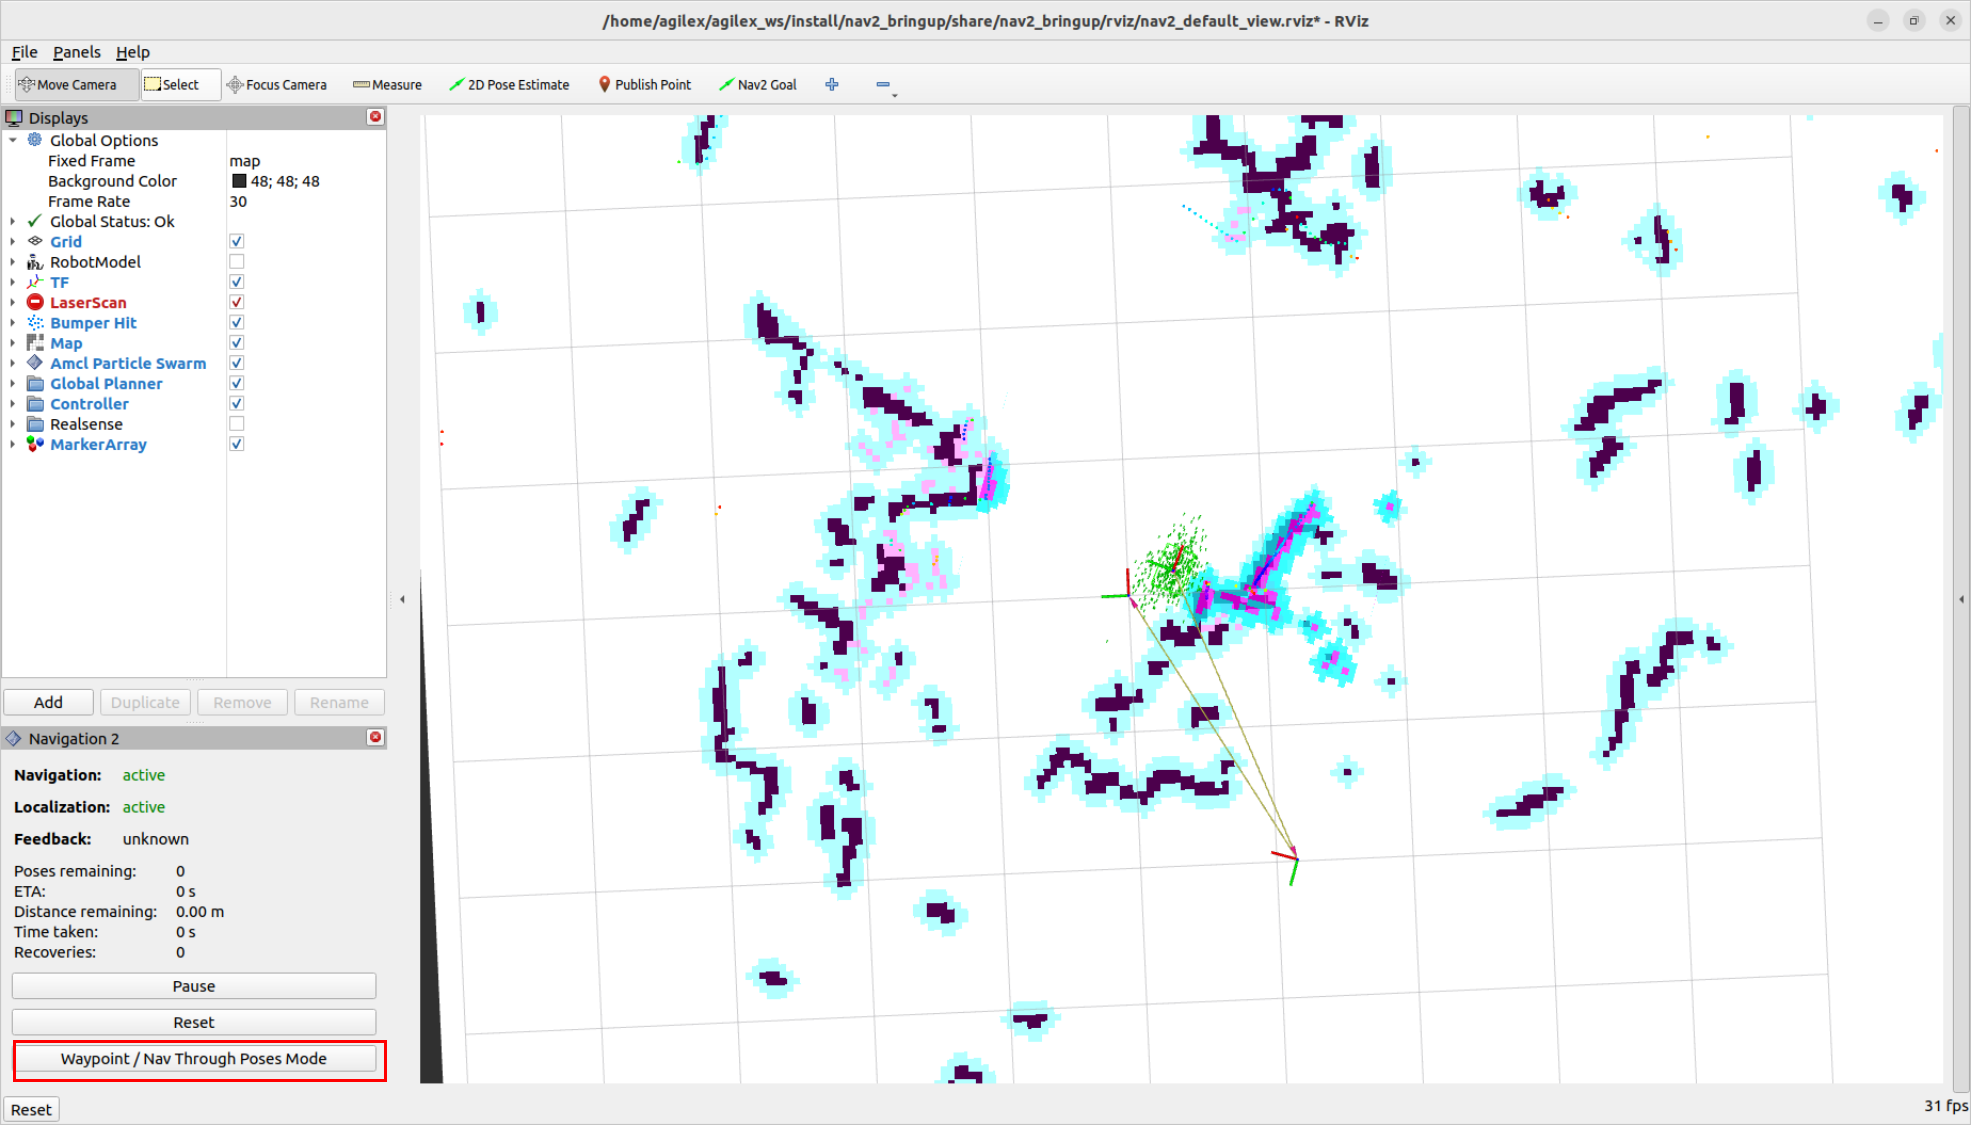 /home/agilex/agilex_ws/install/nav2_bringup/share/nav2_bringup/rviz/nav2_default_view.rviz* - RViz
File Panels Help
Move Camera Select Focus Camera Measure 2D Pose Estimate Publish Point Nav2 Goal
Displays
Global Options
Fixed Frame map
Background Color 48; 48; 48
Frame Rate 30
Global Status: Ok
Grid
RobotModel
TF
LaserScan
Bumper Hit
Map
Amcl Particle Swarm
Global Planner
Controller
Realsense
MarkerArray
Add Duplicate Remove Rename
Navigation 2
Navigation: active
Localization: active
Feedback: unknown
Poses remaining: 0
ETA: 0 s
Distance remaining: 0.00 m
Time taken: 0 s
Recoveries: 0
Pause
Reset
Waypoint / Nav Through Poses Mode
Reset
31 fps